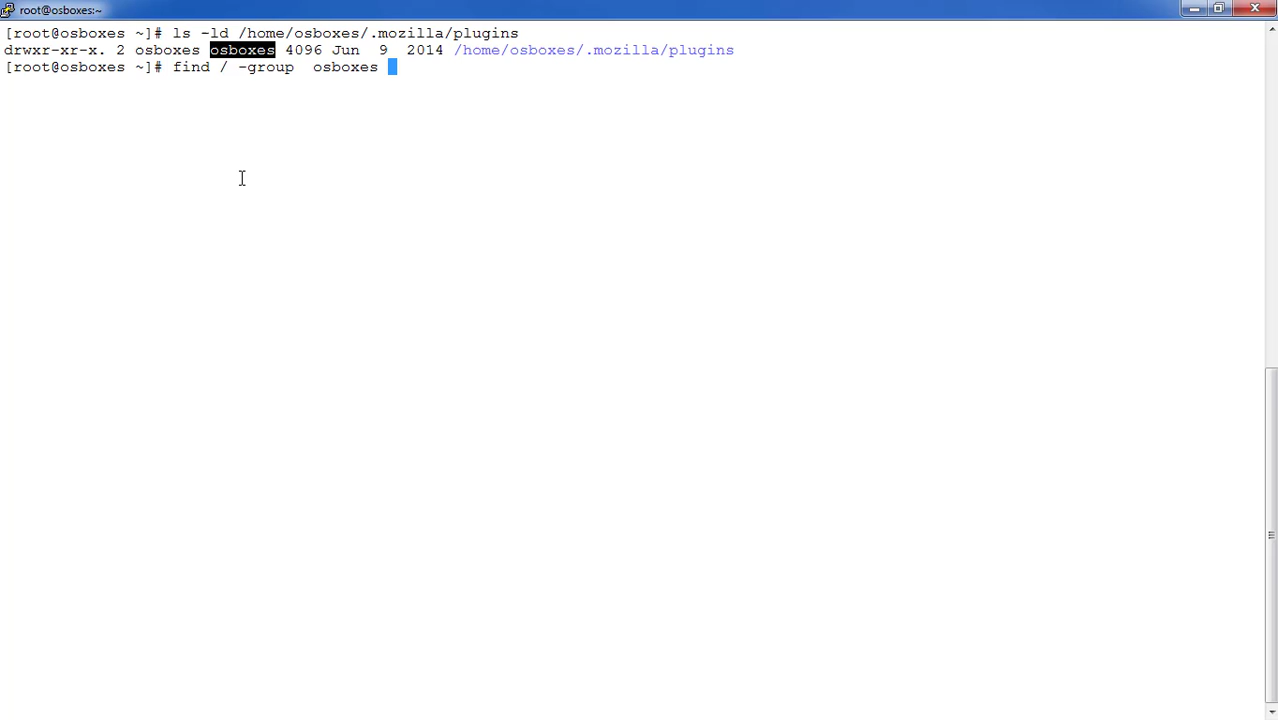 root@osboxes:~
[root@osboxes ~]# ls -ld /home/osboxes/.mozilla/plugins
drwxr-xr-x. 2 osboxes osboxes 4096 Jun  9  2014 /home/osboxes/.mozilla/plugins
[root@osboxes ~]# find / -group  osboxes